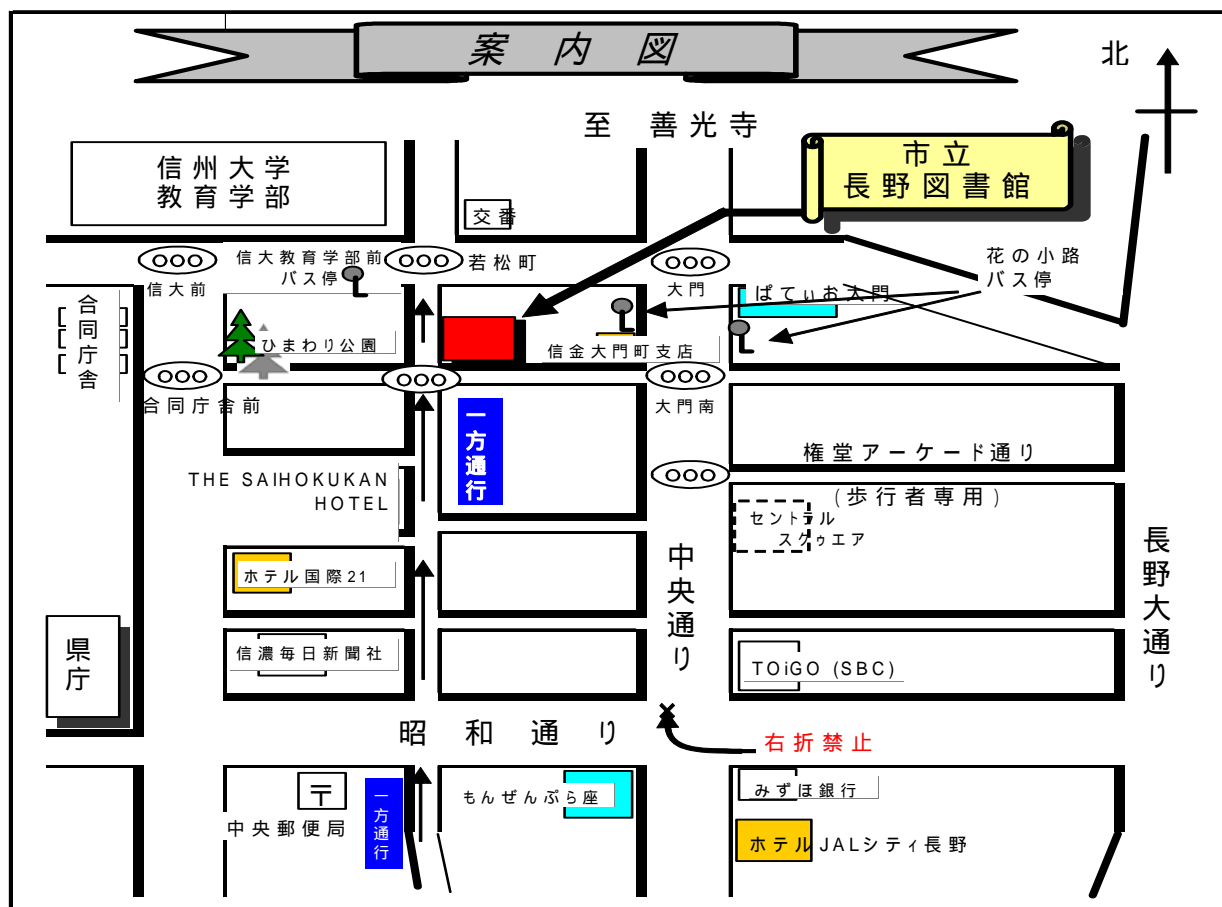 案内図
北
至 善光寺
市立
長野図書館
信州大学
教育学部
交番
信大教育学部前
バス停
若松町
大門
花の小路
バス停
信大前
ぱてぃお大門
合同庁舎
ひまわり公園
信金大門町支店
合同庁舎前
大門南
一方通行
権堂アーケード通り
(歩行者専用)
THE SAIHOKUKAN
HOTEL
セントラル
スクゥエア
中央通り
長野大通り
ホテル国際21
県庁
信濃毎日新聞社
TOiGO (SBC)
昭和通り
右折禁止
〒
中央郵便局
一方通行
もんぜんぷら座
みずほ銀行
ホテルJALシティ長野